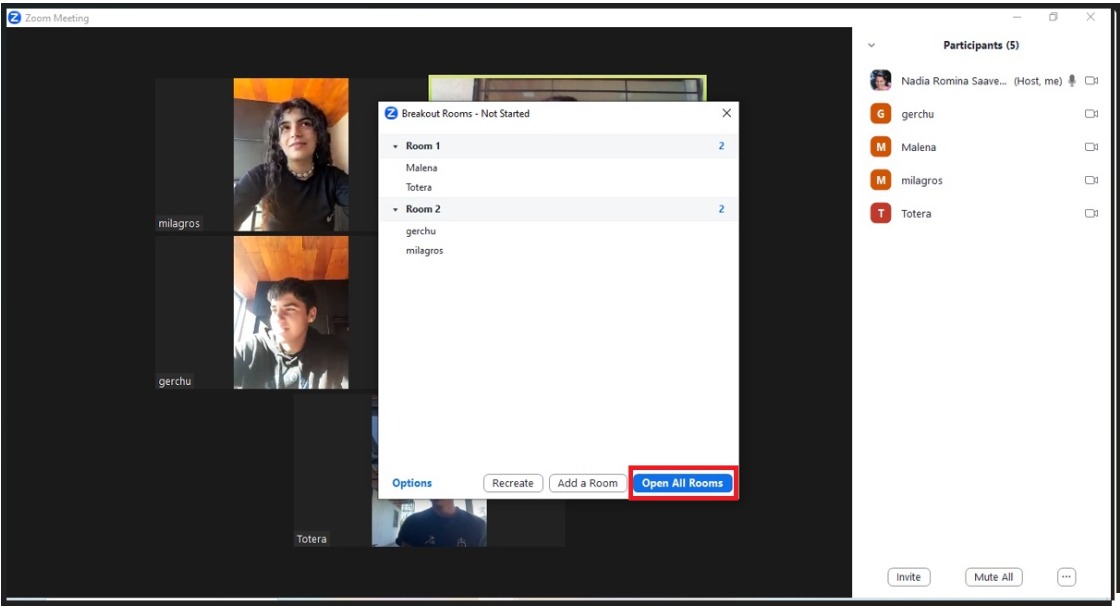 Zoom Meeting
milagros
gerchu
Totera
Breakout Rooms - Not Started
Room 1 2
Malena
Totera
Room 2 2
gerchu
milagros
Options Recreate Add a Room Open All Rooms
Participants (5)
Nadia Romina Saave... (Host, me)
G gerchu
M Malena
M milagros
T Totera
Invite Mute All ...